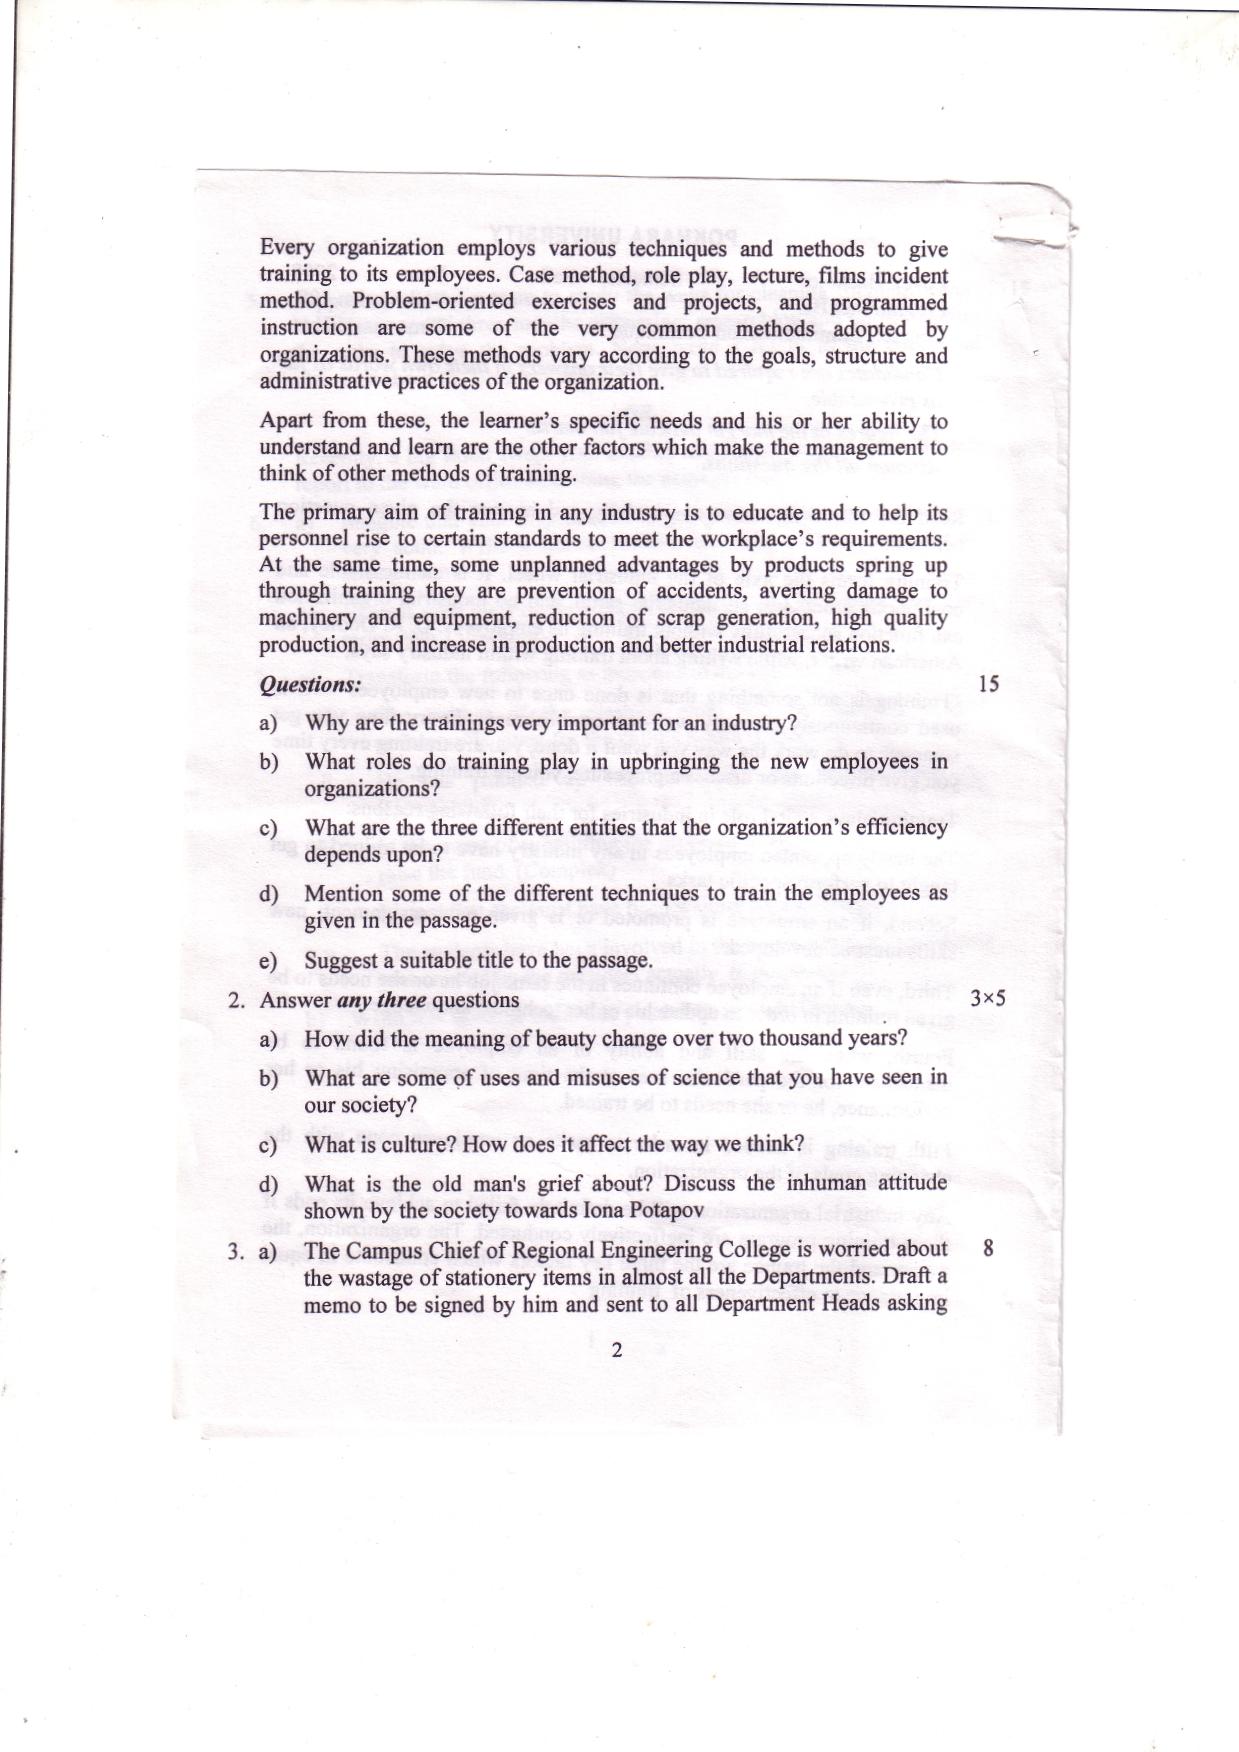 Every organization employs various techniques and methods to give
training to its employees. Case method, role play, lecture, films incident
method. Problem-oriented exercises and projects, and programmed
instruction are some of the very common methods adopted by
organizations. These methods vary according to the goals, structure and
administrative practices of the organization.
Apart from these, the learner's specific needs and his or her ability to
understand and learn are the other factors which make the management to
think of other methods of training.
The primary aim of training in any industry is to educate and to help its
personnel rise to certain standards to meet the workplace's requirements.
At the same time, some unplanned advantages by products spring up
through training they are prevention of accidents, averting damage to
machinery and equipment, reduction of scrap generation, high quality
production, and increase in production and better industrial relations.
Questions: 15
a) Why are the trainings very important for an industry?
b) What roles do training play in upbringing the new employees in
organizations?
c) What are the three different entities that the organization's efficiency
depends upon?
d) Mention some of the different techniques to train the employees as
given in the passage.
e) Suggest a suitable title to the passage.
2. Answer any three questions 3×5
a) How did the meaning of beauty change over two thousand years?
b) What are some of uses and misuses of science that you have seen in
our society?
c) What is culture? How does it affect the way we think?
d) What is the old man's grief about? Discuss the inhuman attitude
shown by the society towards Iona Potapov
3. a) The Campus Chief of Regional Engineering College is worried about 8
the wastage of stationery items in almost all the Departments. Draft a
memo to be signed by him and sent to all Department Heads asking
2